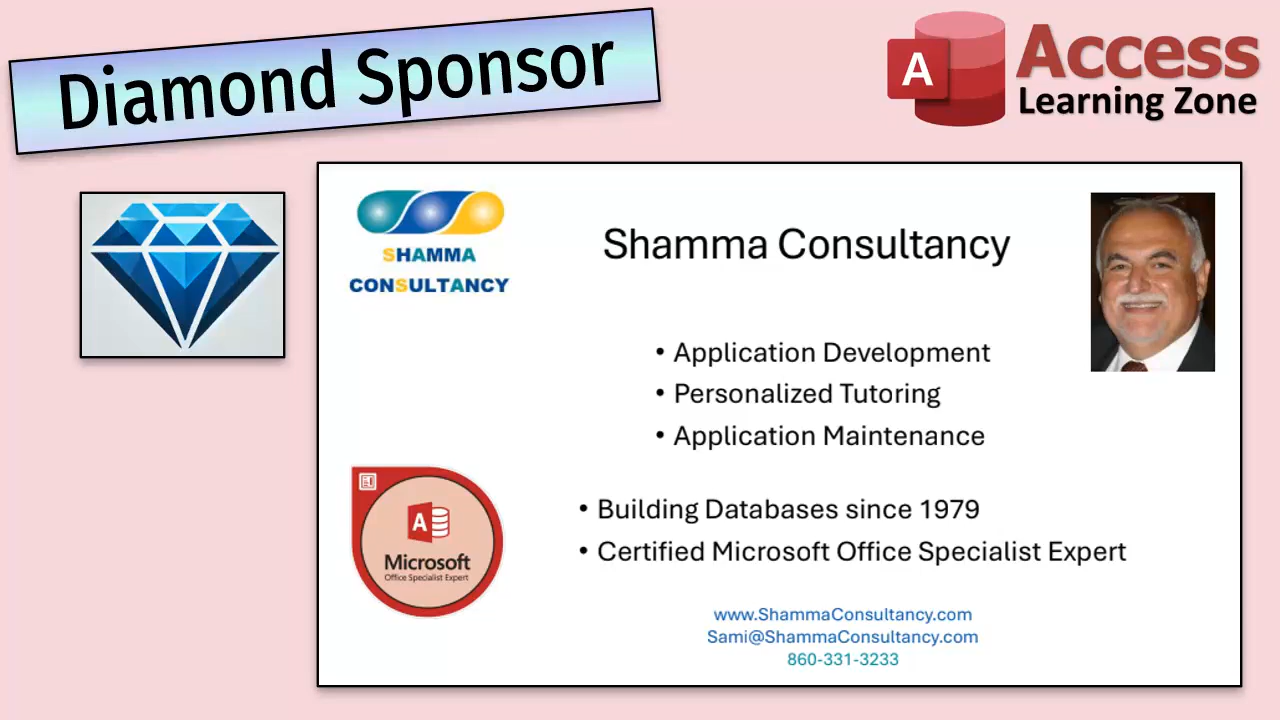 Diamond Sponsor
A
Access
Learning Zone
SHAMMA
CONSULTANCY
Shamma Consultancy
• Application Development
• Personalized Tutoring
• Application Maintenance
A
Microsoft
Office Specialist Expert
• Building Databases since 1979
• Certified Microsoft Office Specialist Expert
www.ShammaConsultancy.com
Sami@ShammaConsultancy.com
860-331-3233